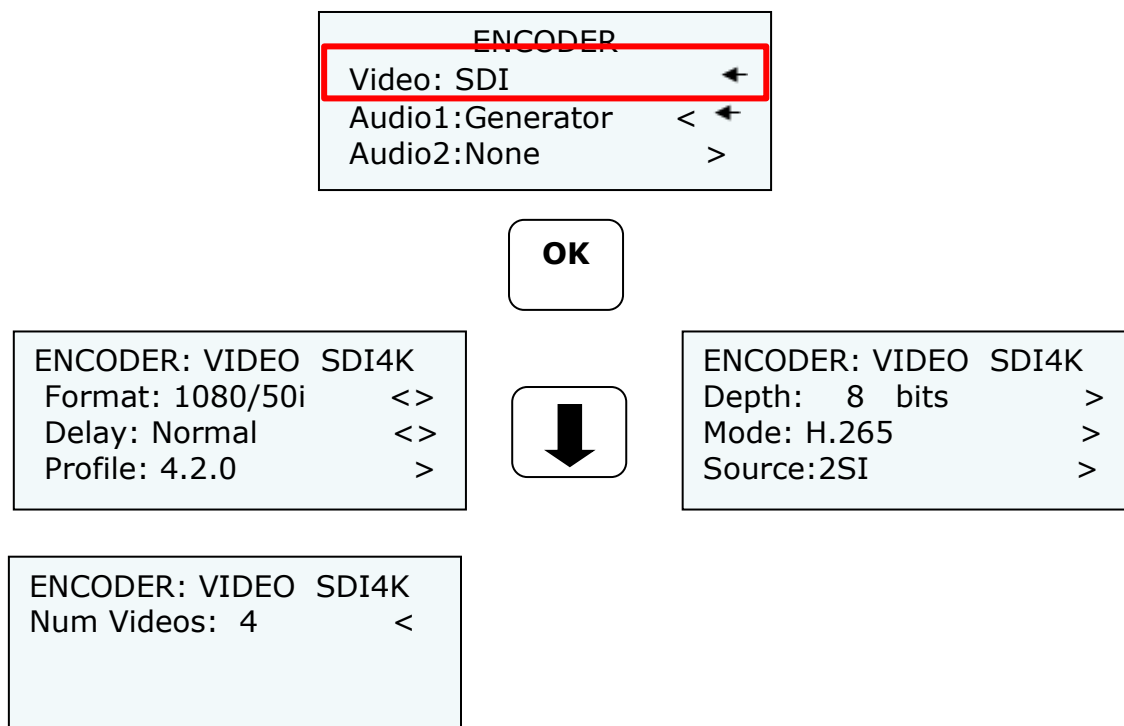 ENCODER
Video: SDI
Audio1:Generator <
Audio2:None >
OK
ENCODER: VIDEO SDI4K
Format: 1080/50i <>
Delay: Normal <>
Profile: 4.2.0 >
ENCODER: VIDEO SDI4K
Depth: 8 bits >
Mode: H.265 >
Source:2SI >
ENCODER: VIDEO SDI4K
Num Videos: 4 <